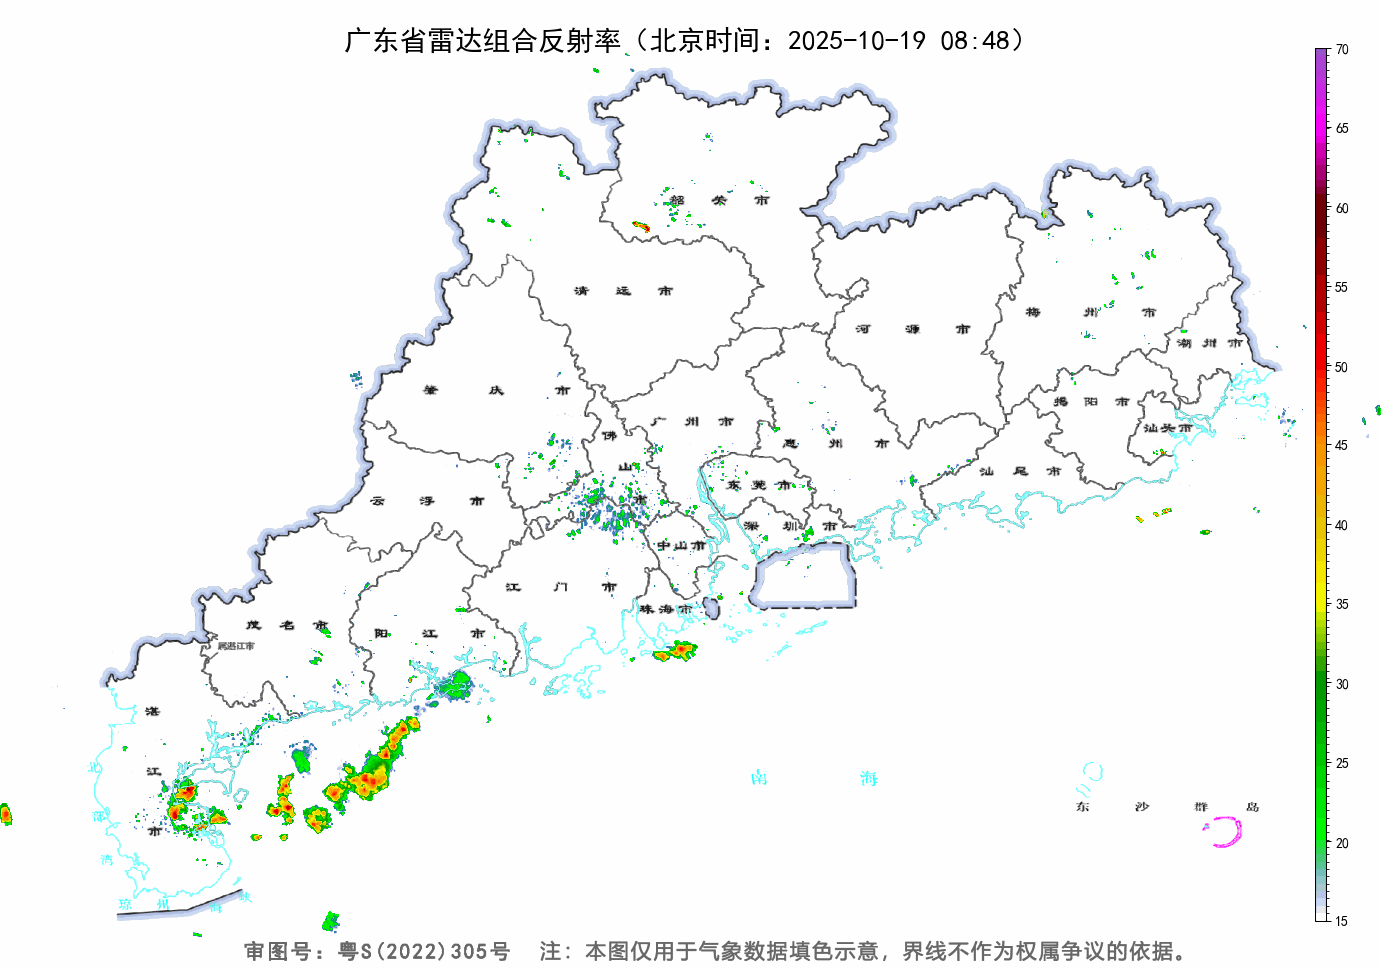 广东省雷达组合反射率（北京时间：2025-10-19 08:48）
70
65
60
55
50
45
40
35
30
25
20
15
韶关市
清远市
河源市
梅州市
潮州市
肇庆市
佛山市
广州市
惠州市
揭阳市
汕头市
汕尾市
云浮市
东莞市
深圳市
中山市
江门市
珠海市
茂名市
属湛江市
阳江市
湛江市
北部湾
琼州海峡
南海
东沙群岛
审图号：粤S(2022)305号 注：本图仅用于气象数据填色示意，界线不作为权属争议的依据。